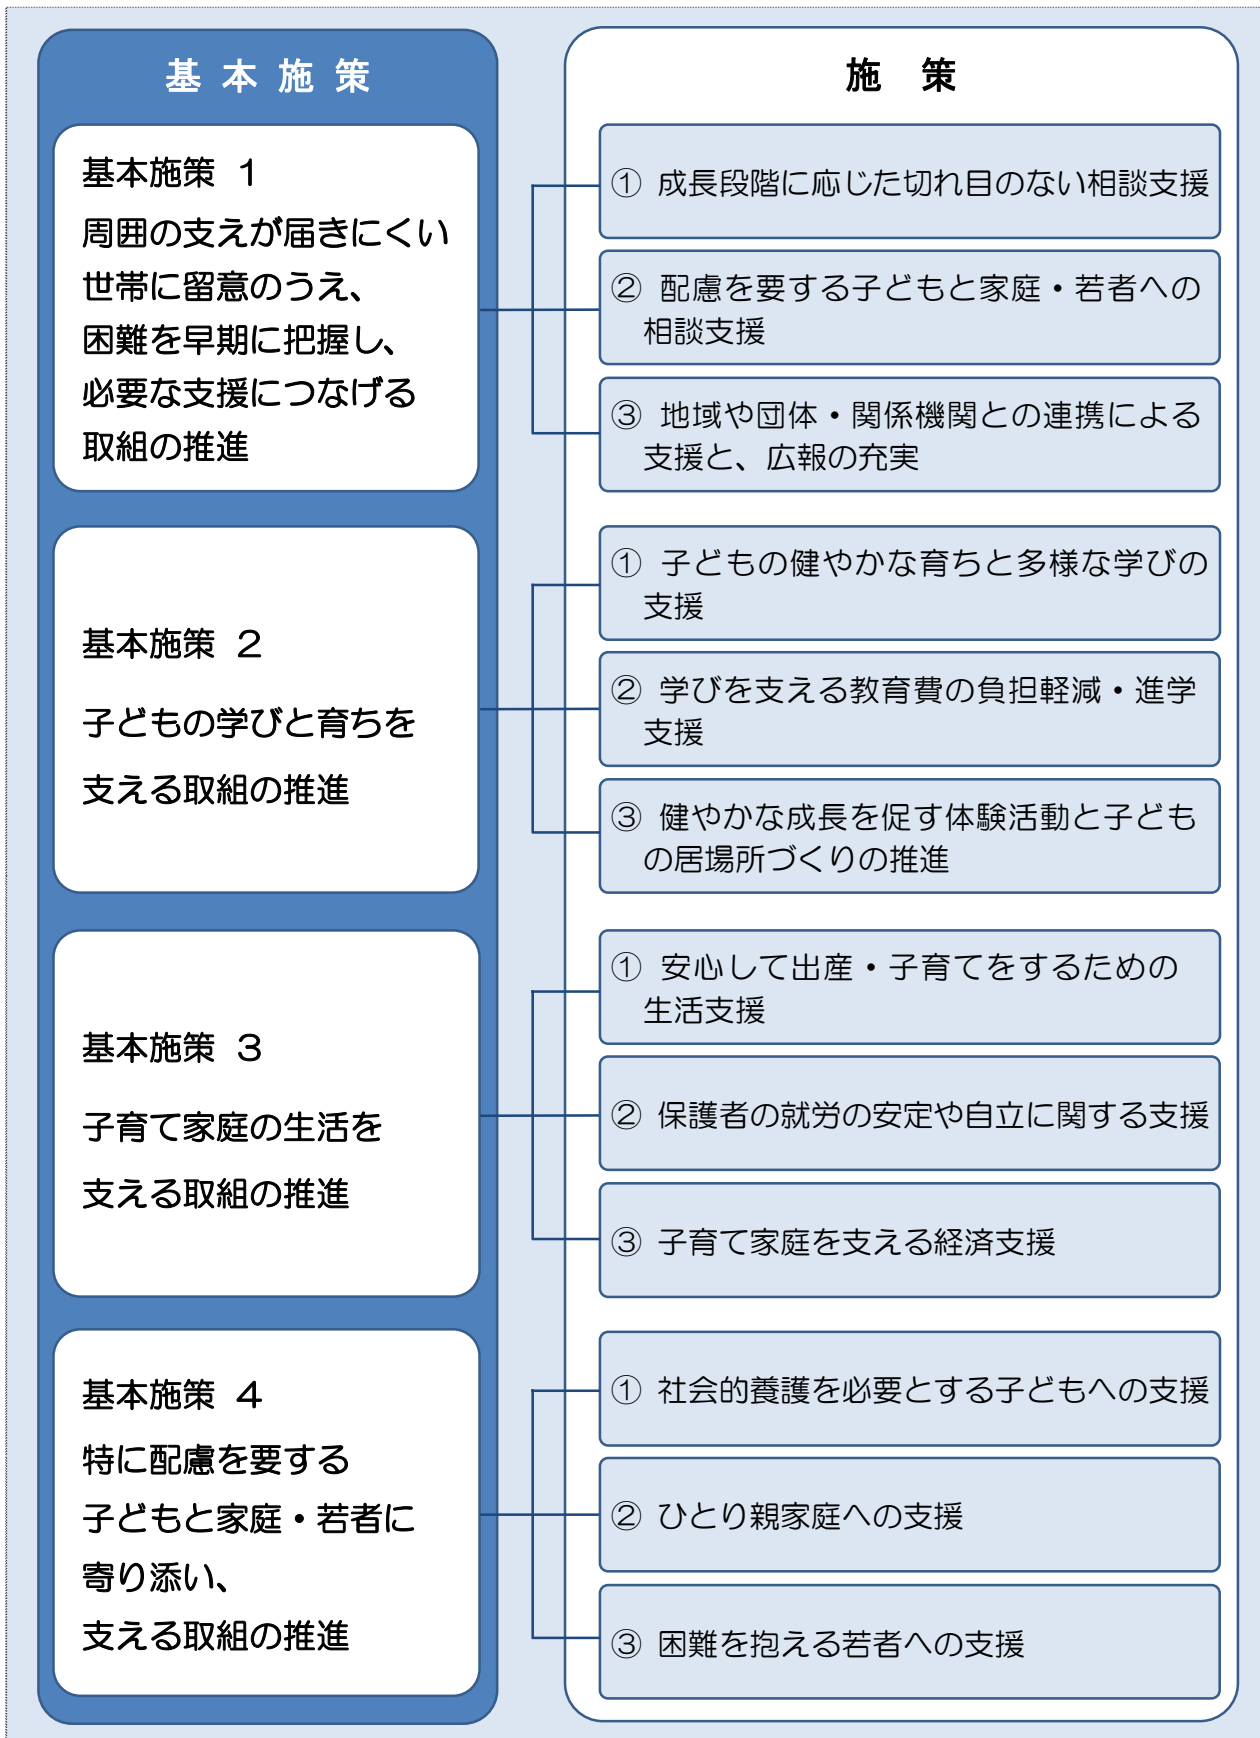 基本施策
施 策
基本施策 1
周囲の支えが届きにくい
世帯に留意のうえ、
困難を早期に把握し、
必要な支援につなげる
取組の推進
① 成長段階に応じた切れ目のない相談支援
② 配慮を要する子どもと家庭・若者への
相談支援
③ 地域や団体・関係機関との連携による
支援と、広報の充実
基本施策 2
子どもの学びと育ちを
支える取組の推進
① 子どもの健やかな育ちと多様な学びの
支援
② 学びを支える教育費の負担軽減・進学
支援
③ 健やかな成長を促す体験活動と子ども
の居場所づくりの推進
基本施策 3
子育て家庭の生活を
支える取組の推進
① 安心して出産・子育てをするための
生活支援
② 保護者の就労の安定や自立に関する支援
③ 子育て家庭を支える経済支援
基本施策 4
特に配慮を要する
子どもと家庭・若者に
寄り添い、
支える取組の推進
① 社会的養護を必要とする子どもへの支援
② ひとり親家庭への支援
③ 困難を抱える若者への支援